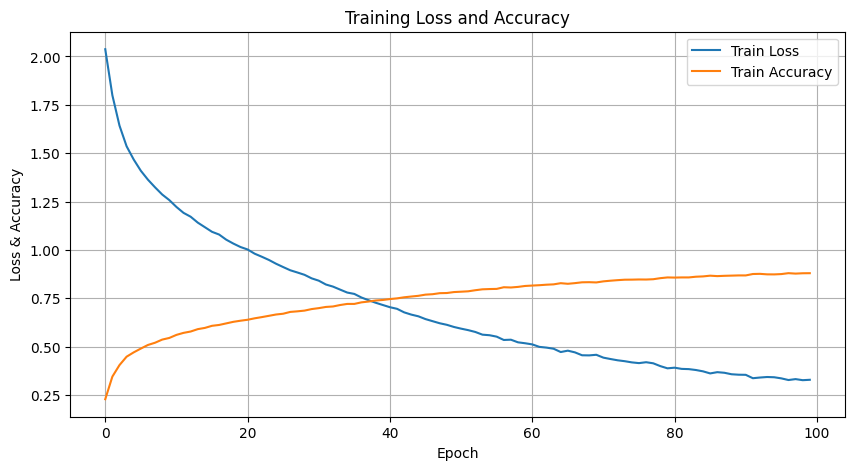 Training Loss and Accuracy
Train Loss
Train Accuracy
Loss & Accuracy
2.00
1.75
1.50
1.25
1.00
0.75
0.50
0.25
0
20
40
60
80
100
Epoch